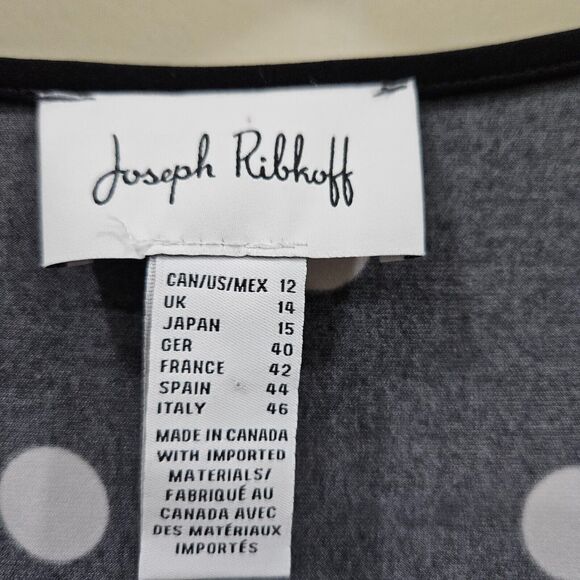 Joseph Ribkoff
CAN/US/MEX 12
UK 14
JAPAN 15
GER 40
FRANCE 42
SPAIN 44
ITALY 46
MADE IN CANADA
WITH IMPORTED
MATERIALS/
FABRIQUÉ AU
CANADA AVEC
DES MATÉRIAUX
IMPORTÉS